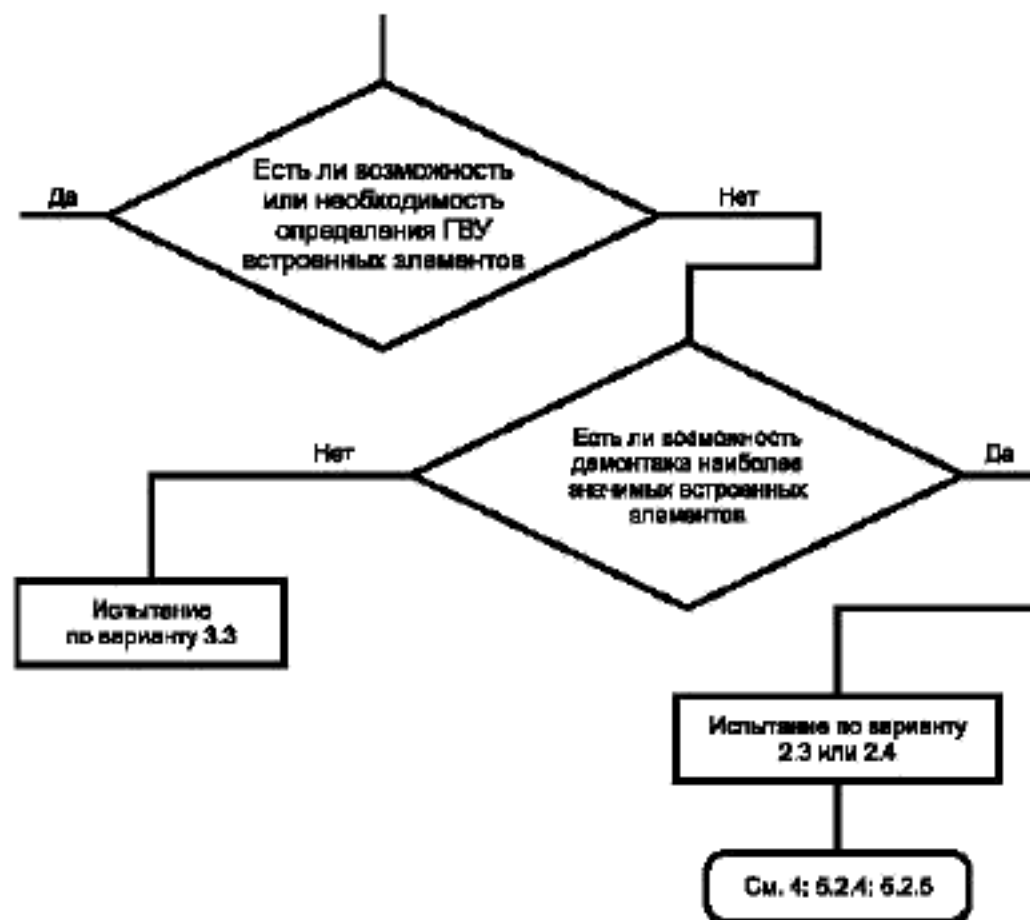 Есть ли возможность
или необходимость
определения ГВУ
встроенных элементов
Да
Нет
Есть ли возможность
демонтажа наиболее
значимых встроенных
элементов
Нет
Да
Испытание
по варианту 3.3
Испытание по варианту
2.3 или 2.4
См. 4; 5.2.4; 5.2.5